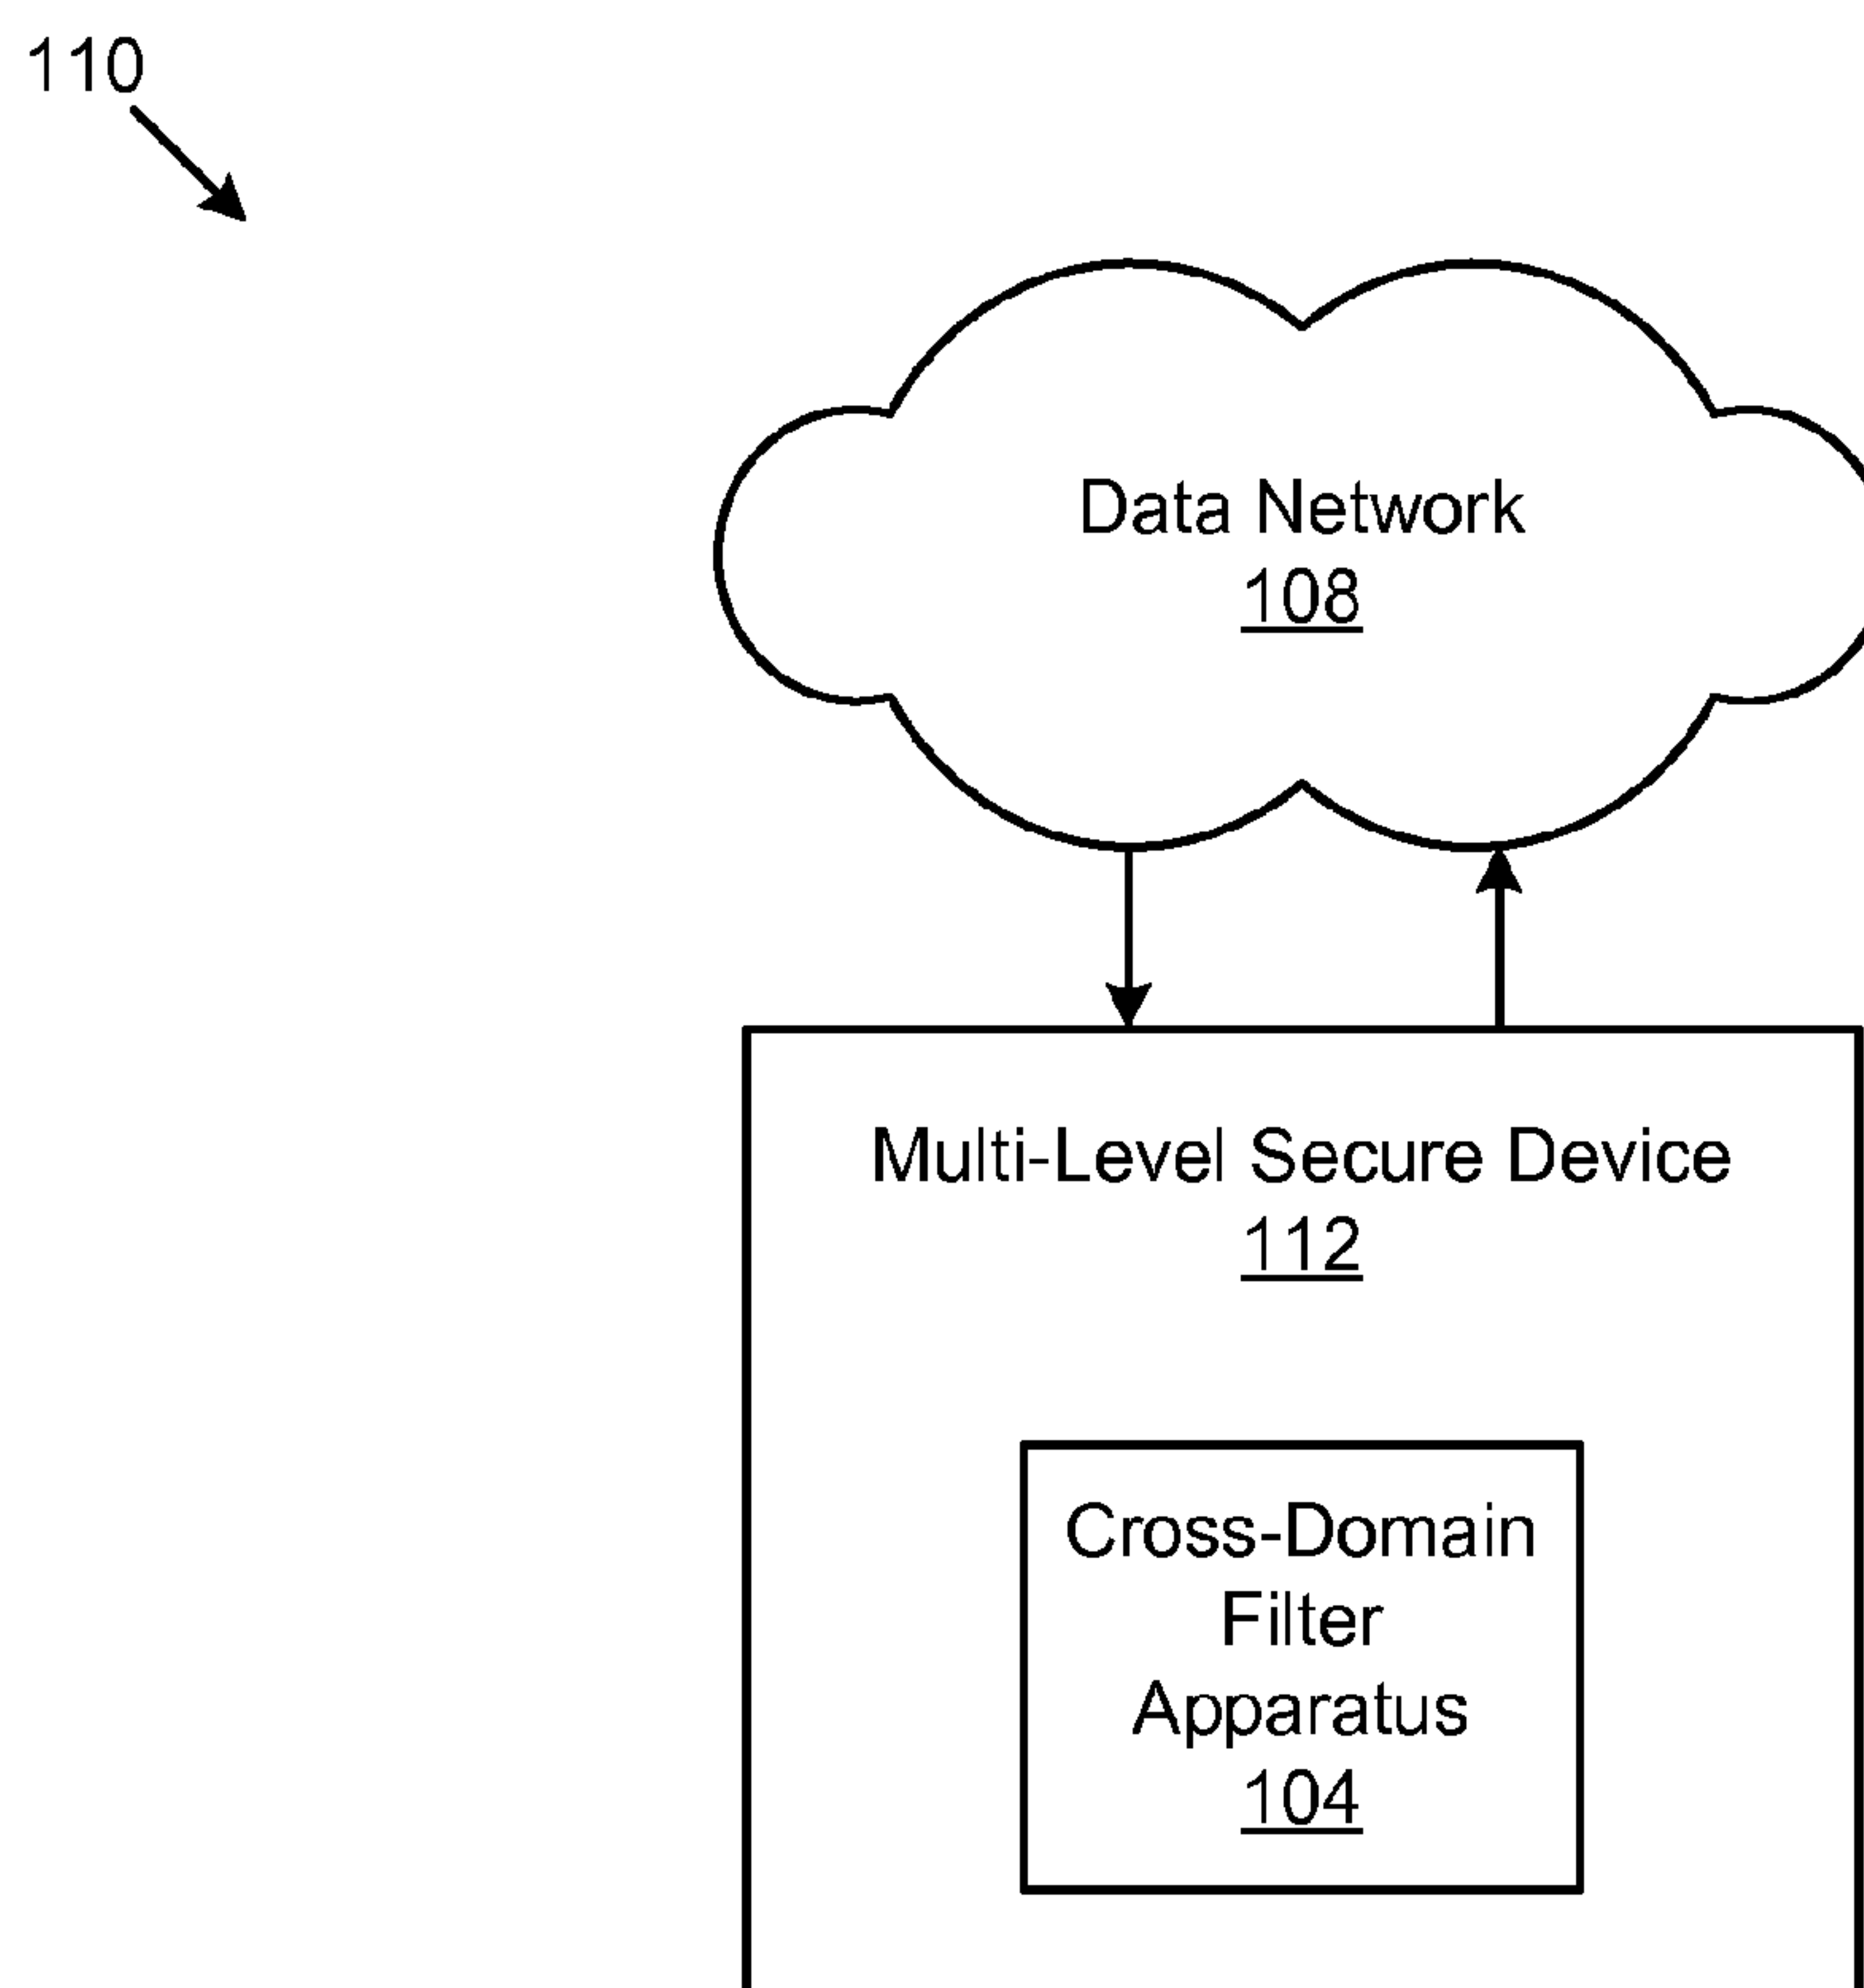 110
Data Network
108
Multi-Level Secure Device
112
Cross-Domain
Filter
Apparatus
104